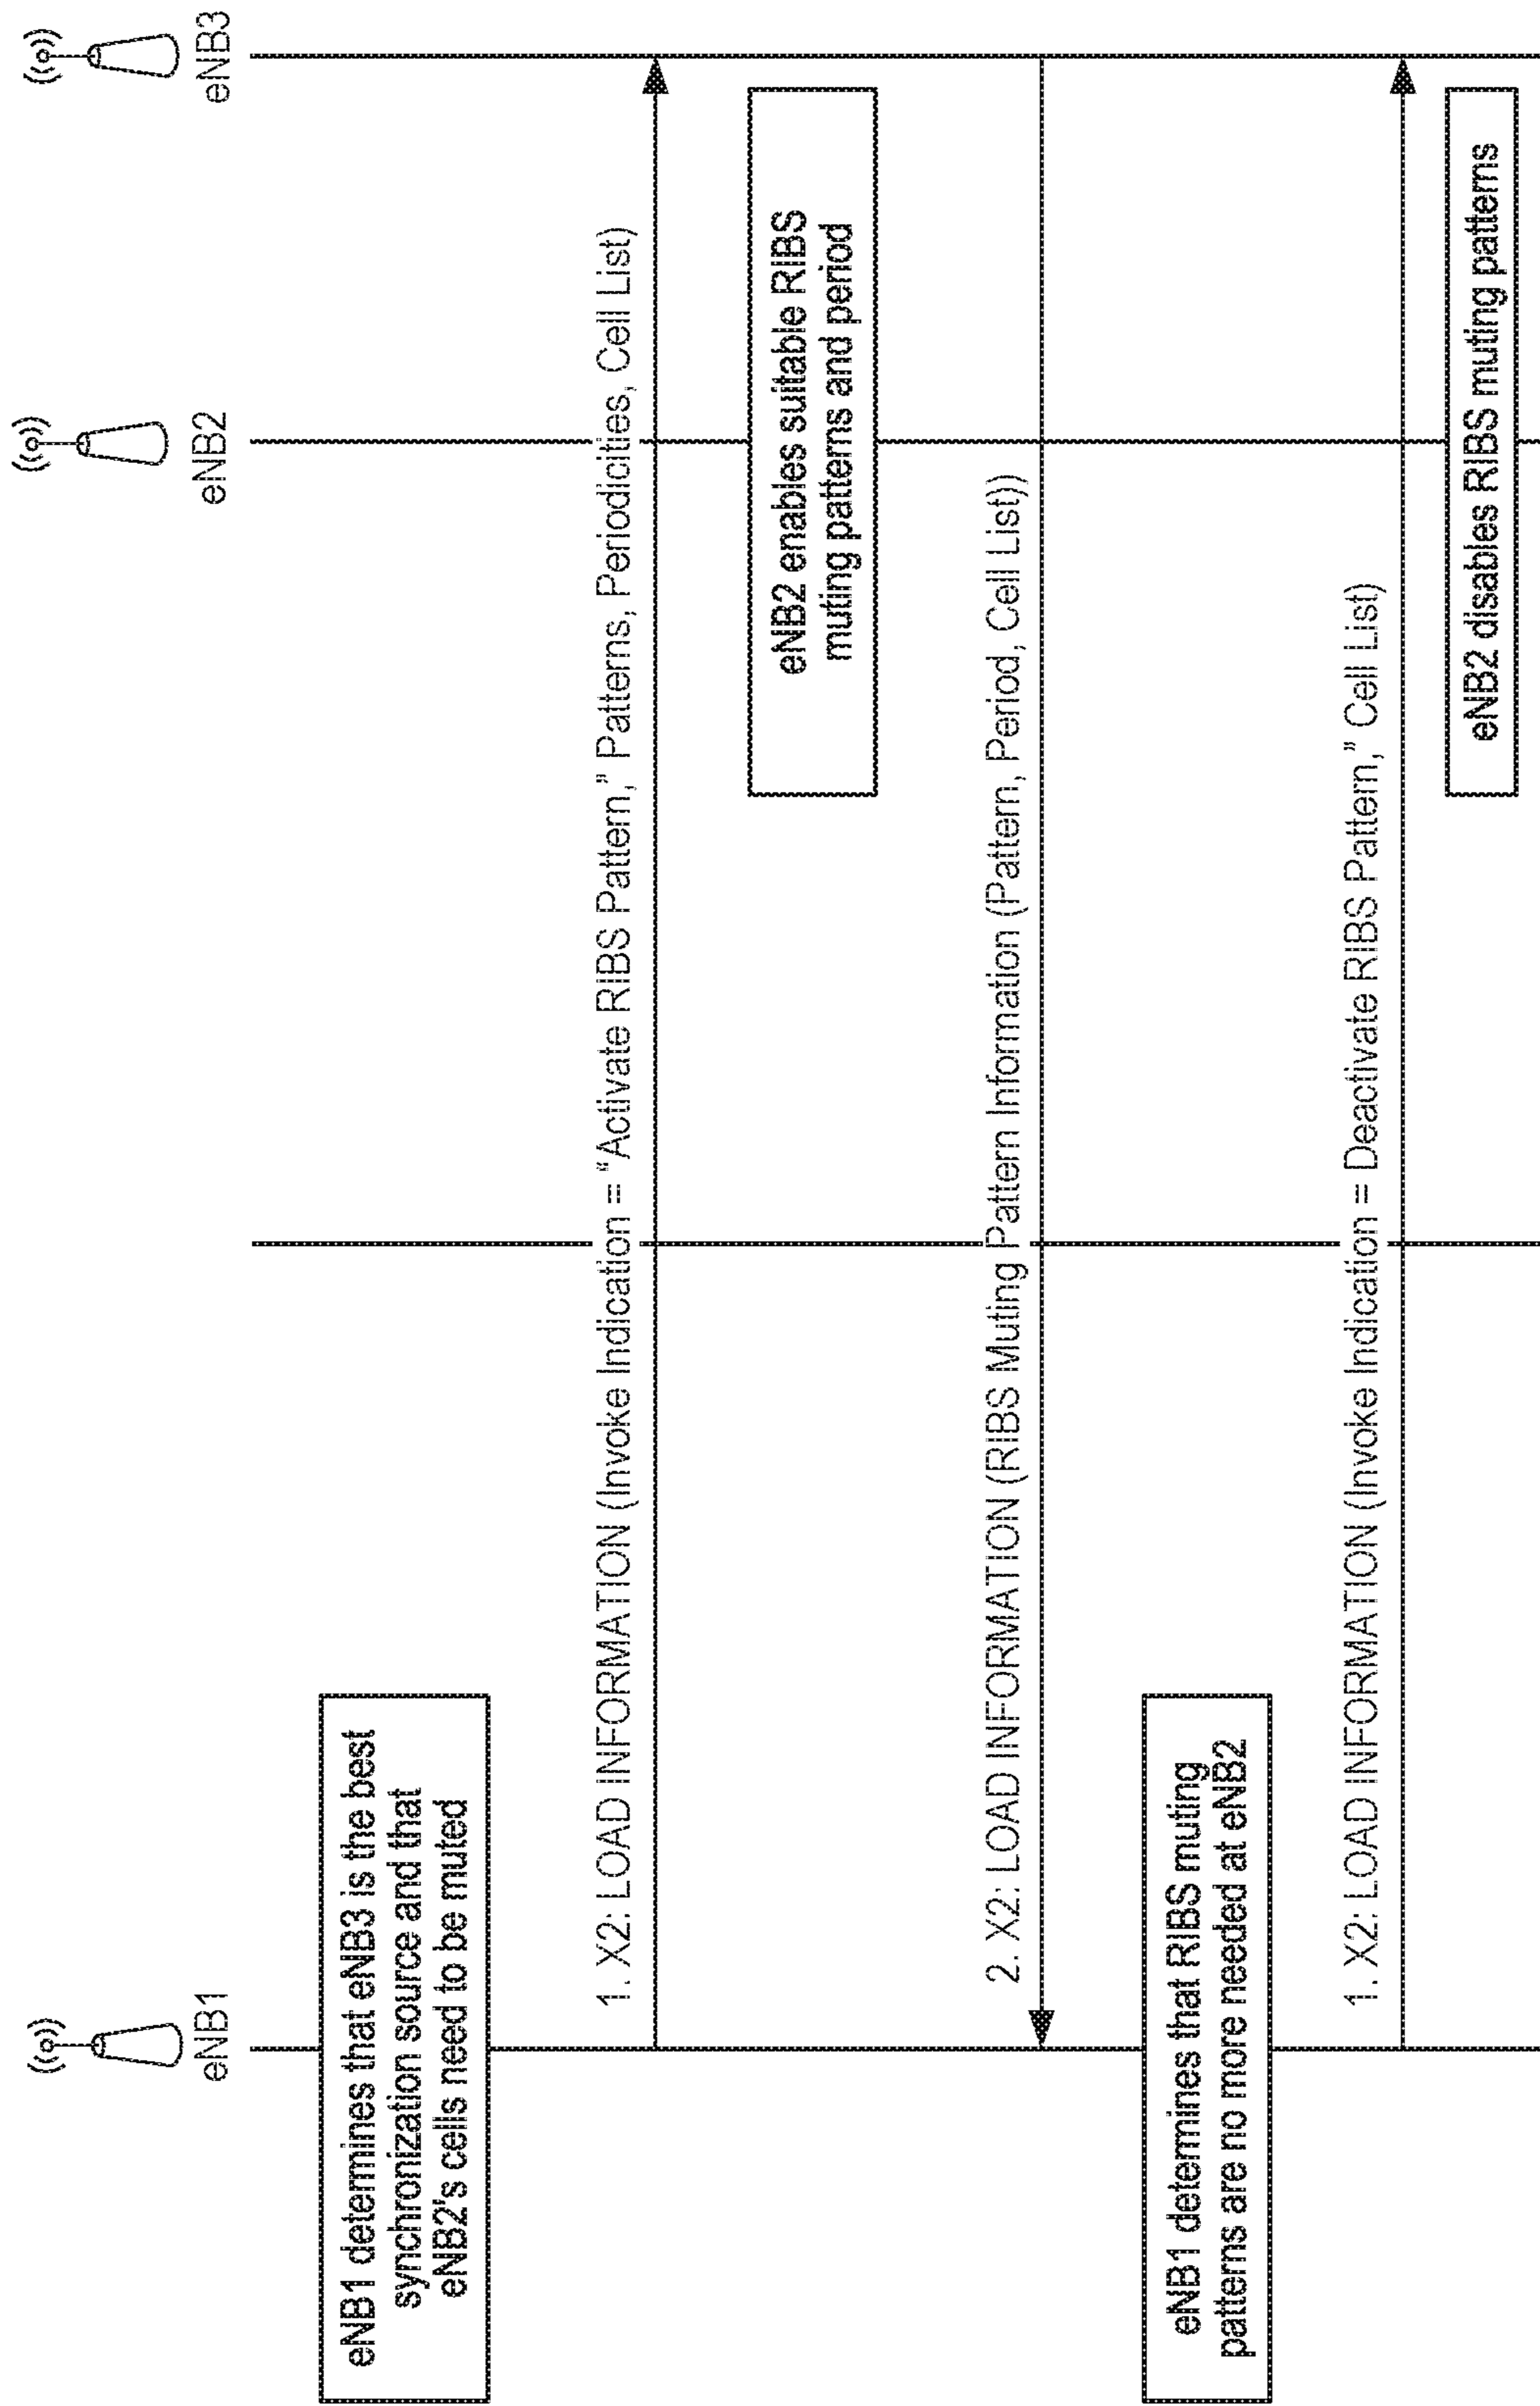 eNB1
eNB2
eNB3
eNB1 determines that eNB3 is the best
synchronization source and that
eNB2's cells need to be muted
1. X2: LOAD INFORMATION (Invoke Indication = "Activate RIBS Pattern," Patterns, Periodicities, Cell List)
eNB2 enables suitable RIBS
muting patterns and period
2. X2: LOAD INFORMATION (RIBS Muting Pattern Information (Pattern, Period, Cell List))
eNB1 determines that RIBS muting
patterns are no more needed at eNB2
1. X2: LOAD INFORMATION (Invoke Indication = Deactivate RIBS Pattern," Cell List)
eNB2 disables RIBS muting patterns